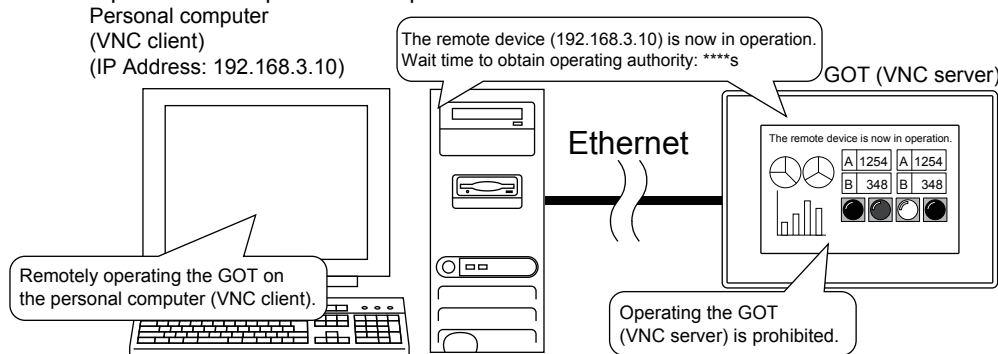 Personal computer
(VNC client)
(IP Address: 192.168.3.10)
The remote device (192.168.3.10) is now in operation.
Wait time to obtain operating authority: ****s
GOT (VNC server)
Ethernet
The remote device is now in operation.
A 1254 A 1254
B 348 B 348
Remotely operating the GOT on
the personal computer (VNC client).
Operating the GOT
(VNC server) is prohibited.